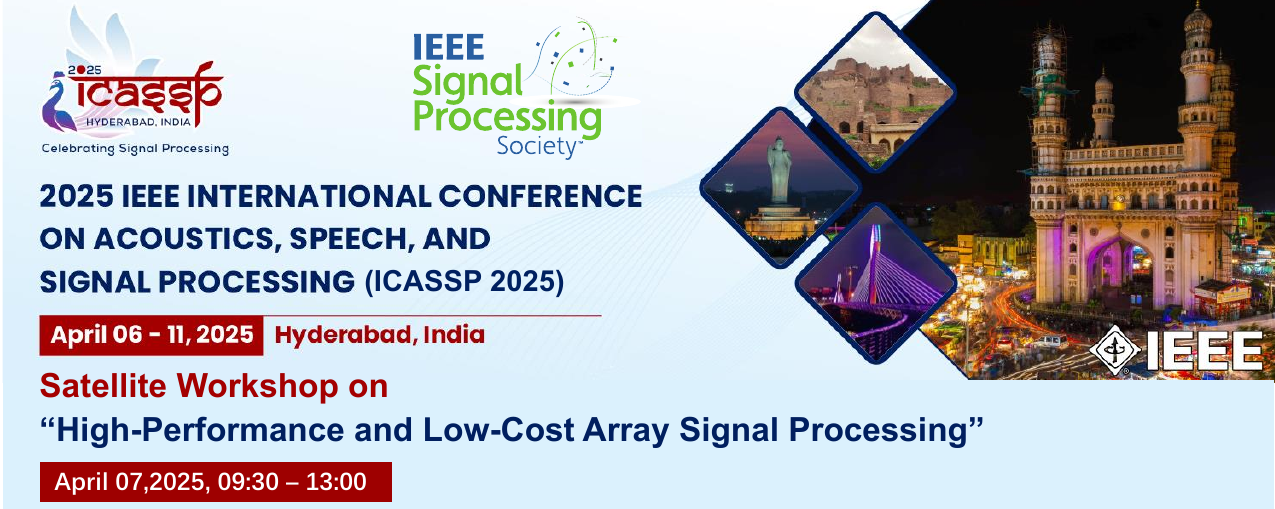 2025
icassp
HYDERABAD, INDIA
Celebrating Signal Processing
IEEE
Signal
Processing
Society™
2025 IEEE INTERNATIONAL CONFERENCE
ON ACOUSTICS, SPEECH, AND
SIGNAL PROCESSING (ICASSP 2025)
April 06 - 11, 2025 Hyderabad, India
IEEE
®
Satellite Workshop on
“High-Performance and Low-Cost Array Signal Processing”
April 07,2025, 09:30 – 13:00